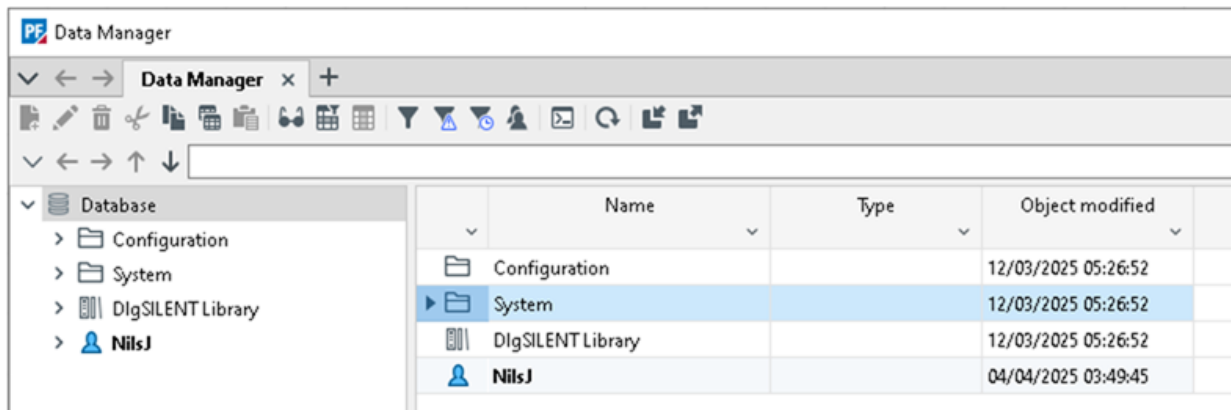 PF Data Manager
Data Manager × +
Database
Configuration
System
DIgSILENT Library
NilsJ
Name Type Object modified
Configuration 12/03/2025 05:26:52
System 12/03/2025 05:26:52
DIgSILENT Library 12/03/2025 05:26:52
NilsJ 04/04/2025 03:49:45